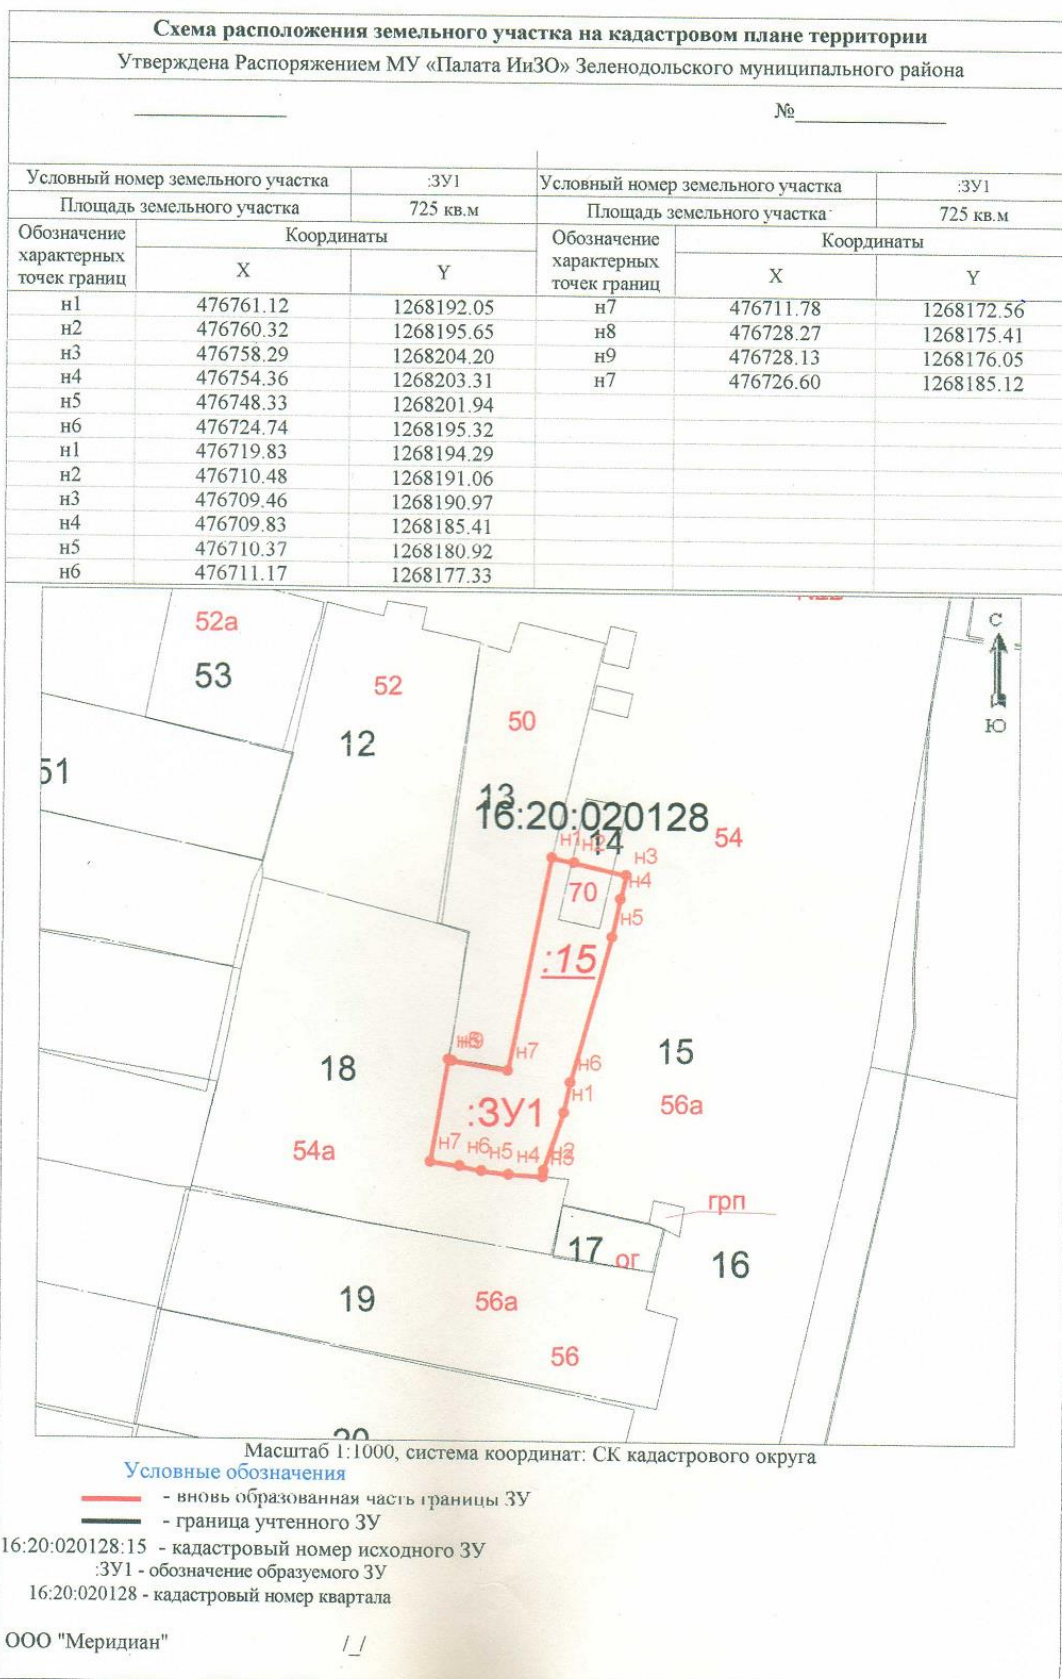 Схема расположения земельного участка на кадастровом плане территории
Утверждена Распоряжением МУ «Палата ИиЗО» Зеленодольского муниципального района
№
Условный номер земельного участка :ЗУ1 Условный номер земельного участка :ЗУ1
Площадь земельного участка 725 кв.м Площадь земельного участка 725 кв.м
Обозначение характерных точек границ Координаты Обозначение характерных точек границ Координаты
X Y X Y
н1 476761.12 1268192.05 н7 476711.78 1268172.56
н2 476760.32 1268195.65 н8 476728.27 1268175.41
н3 476758.29 1268204.20 н9 476728.13 1268176.05
н4 476754.36 1268203.31 н7 476726.60 1268185.12
н5 476748.33 1268201.94
н6 476724.74 1268195.32
н1 476719.83 1268194.29
н2 476710.48 1268191.06
н3 476709.46 1268190.97
н4 476709.83 1268185.41
н5 476710.37 1268180.92
н6 476711.17 1268177.33
52а
53
52
12
50
51
13
16:20:020128
54
14
н1
н2
н3
н4
70
н5
:15
н7
18
15
н6
н1
56а
:ЗУ1
54а
н7 н6 н5 н4
грп
17 ог 16
19
56а
56
20
С
Ю
Масштаб 1:1000, система координат: СК кадастрового округа
Условные обозначения
- вновь образованная часть границы ЗУ
- граница учтенного ЗУ
16:20:020128:15 - кадастровый номер исходного ЗУ
:ЗУ1 - обозначение образуемого ЗУ
16:20:020128 - кадастровый номер квартала
ООО "Меридиан" /_/